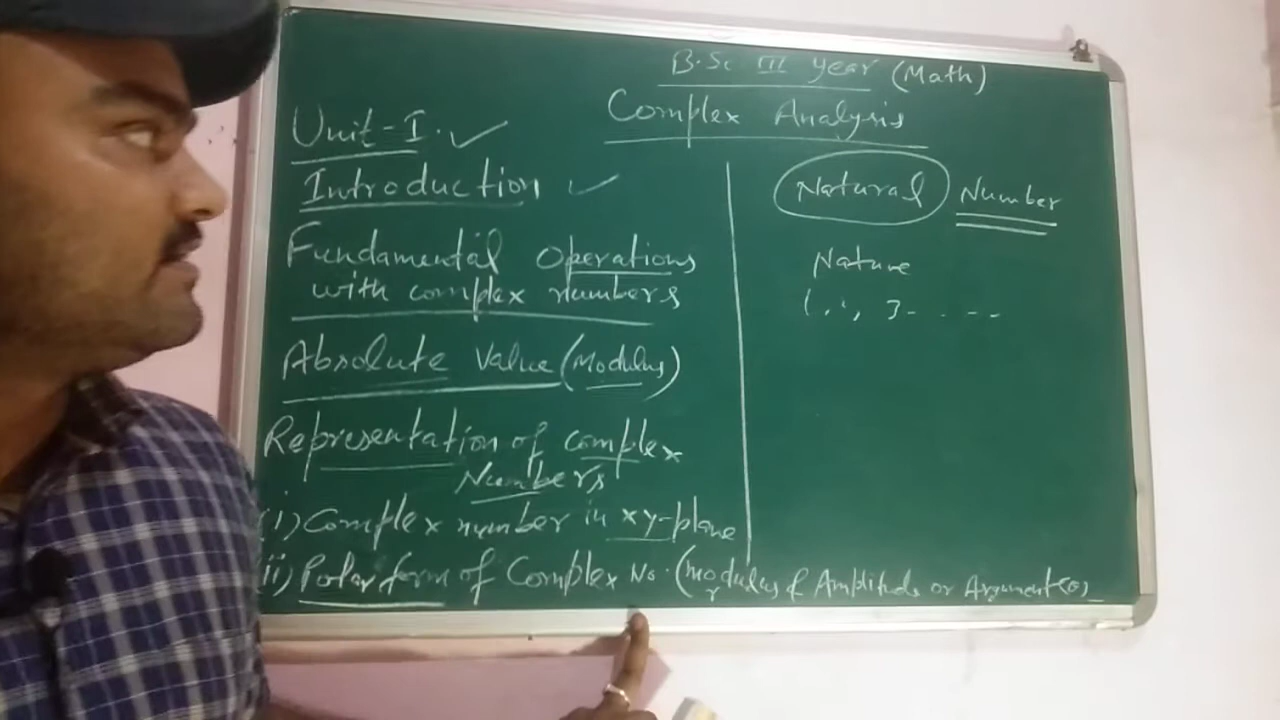 B.Sc III year (Math)
Complex Analysis
Unit-I.
Introduction
Fundamental Operations
with complex numbers
Absolute Value (Modulus)
Representation of complex
Numbers
(i) Complex number in xy-plane
(ii) Polar form of Complex No. (modulus & Amplitude or Argument(θ)
Natural Number
Nature
3-----